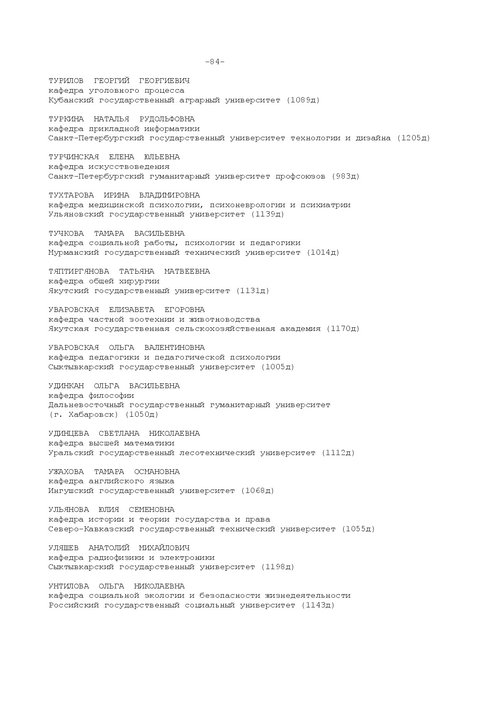 -84-
ТУРИЛОВ ГЕОРГИЙ ГЕОРГИЕВИЧ
кафедра уголовного процесса
Кубанский государственный аграрный университет (1089д)
ТУРКИНА НАТАЛЬЯ РУДОЛЬФОВНА
кафедра прикладной информатики
Санкт-Петербургский государственный университет технологии и дизайна (1205д)
ТУРЧИНСКАЯ ЕЛЕНА ЮЛЬЕВНА
кафедра искусствоведения
Санкт-Петербургский гуманитарный университет профсоюзов (983д)
ТУХТАРОВА ИРИНА ВЛАДИМИРОВНА
кафедра медицинской психологии, психоневрологии и психиатрии
Ульяновский государственный университет (1139д)
ТУЧКОВА ТАМАРА ВАСИЛЬЕВНА
кафедра социальной работы, психологии и педагогики
Мурманский государственный технический университет (1014д)
ТЯПТИРГЯНОВА ТАТЬЯНА МАТВЕЕВНА
кафедра общей хирургии
Якутский государственный университет (1131д)
УВАРОВСКАЯ ЕЛИЗАВЕТА ЕГОРОВНА
кафедра частной зоотехнии и животноводства
Якутская государственная сельскохозяйственная академия (1170д)
УВАРОВСКАЯ ОЛЬГА ВАЛЕНТИНОВНА
кафедра педагогики и педагогической психологии
Сыктывкарский государственный университет (1005д)
УДИНКАН ОЛЬГА ВАСИЛЬЕВНА
кафедра философии
Дальневосточный государственный гуманитарный университет
(г. Хабаровск) (1050д)
УДИНЦЕВА СВЕТЛАНА НИКОЛАЕВНА
кафедра высшей математики
Уральский государственный лесотехнический университет (1112д)
УЖАХОВА ТАМАРА ОСМАНОВНА
кафедра английского языка
Ингушский государственный университет (1068д)
УЛЬЯНОВА ЮЛИЯ СЕМЕНОВНА
кафедра истории и теории государства и права
Северо-Кавказский государственный технический университет (1055д)
УЛЯШЕВ АНАТОЛИЙ МИХАЙЛОВИЧ
кафедра радиофизики и электроники
Сыктывкарский государственный университет (1198д)
УНТИЛОВА ОЛЬГА НИКОЛАЕВНА
кафедра социальной экологии и безопасности жизнедеятельности
Российский государственный социальный университет (1143д)